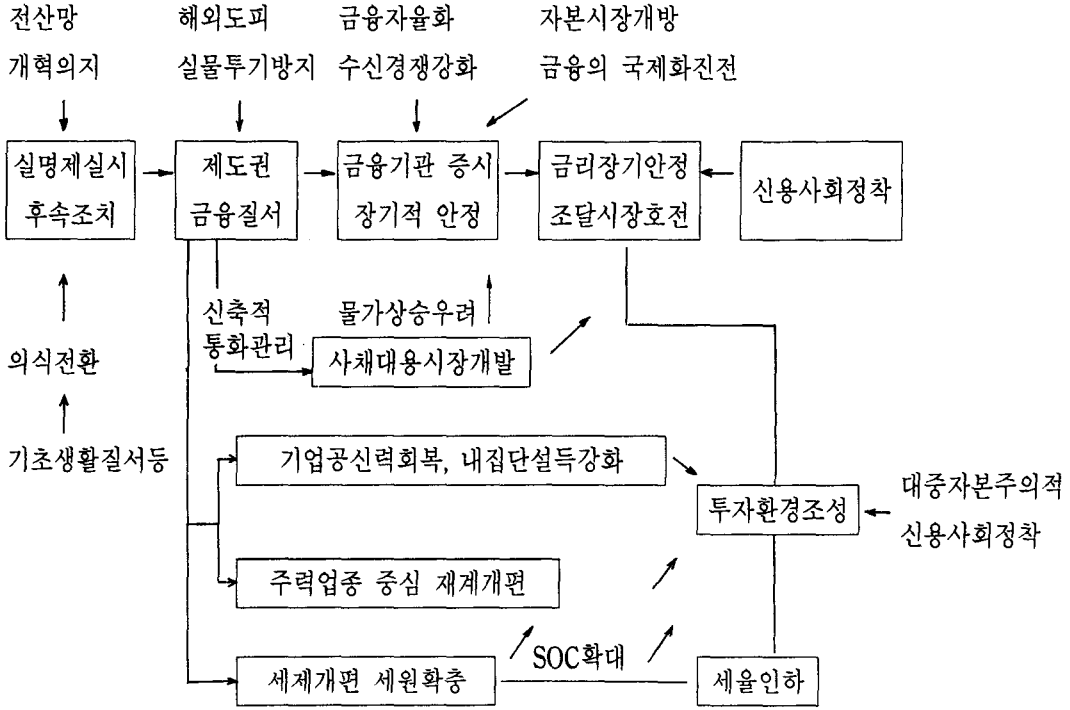 전산망
개혁의지
해외도피
실물투기방지
금융자율화
수신경쟁강화
자본시장개방
금융의 국제화진전
실명제실시
후속조치
제도권
금융질서
금융기관 증시
장기적 안정
금리장기안정
조달시장호전
신용사회정착
신축적
통화관리
물가상승우려
사채대용시장개발
의식전환
기초생활질서등
기업공신력회복, 내집단설득강화
투자환경조성
대중자본주의적
신용사회정착
주력업종 중심 재계개편
SOC확대
세제개편 세원확충
세율인하